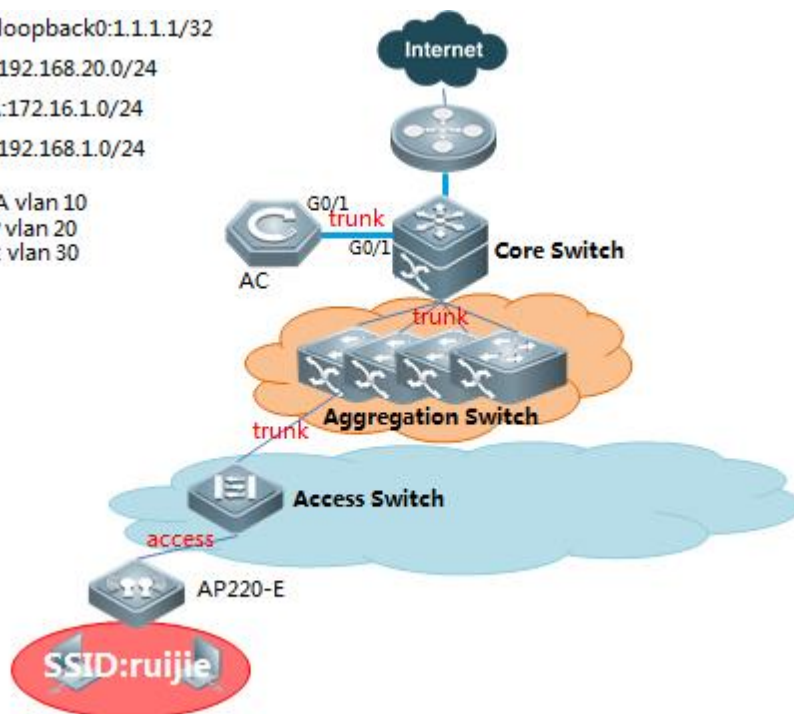 loopback0:1.1.1.1/32
192.168.20.0/24
:172.16.1.0/24
192.168.1.0/24
A vlan 10
vlan 20
vlan 30
Internet
G0/1
trunk
G0/1
AC
Core Switch
trunk
Aggregation Switch
trunk
Access Switch
access
AP220-E
SSID:ruijie